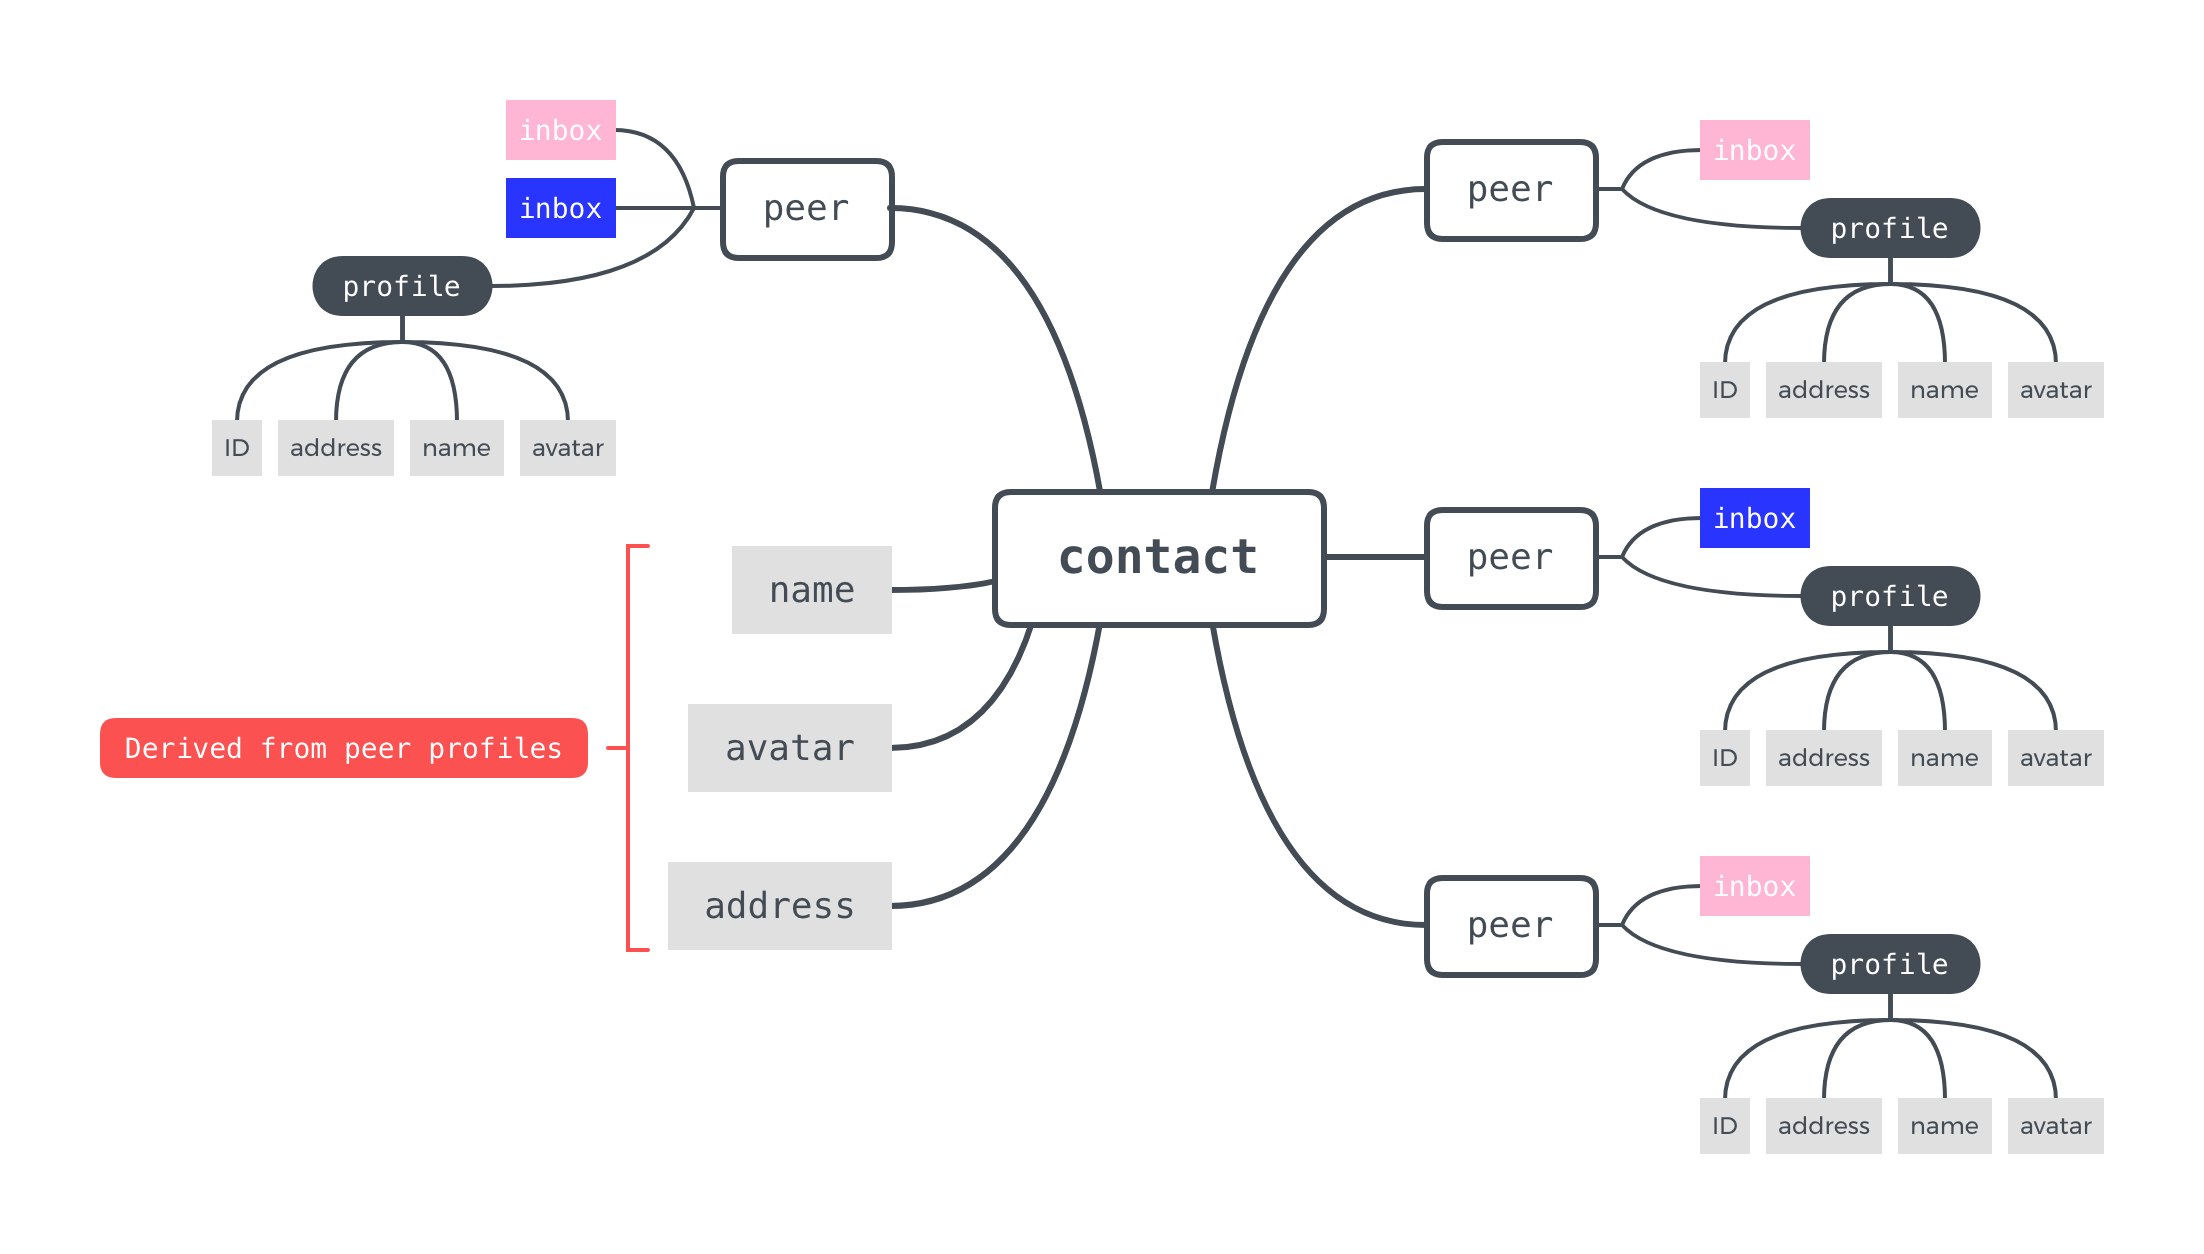 inbox
inbox
peer
profile
ID
address
name
avatar
peer
inbox
profile
ID
address
name
avatar
contact
peer
inbox
profile
ID
address
name
avatar
name
avatar
address
Derived from peer profiles
peer
inbox
profile
ID
address
name
avatar